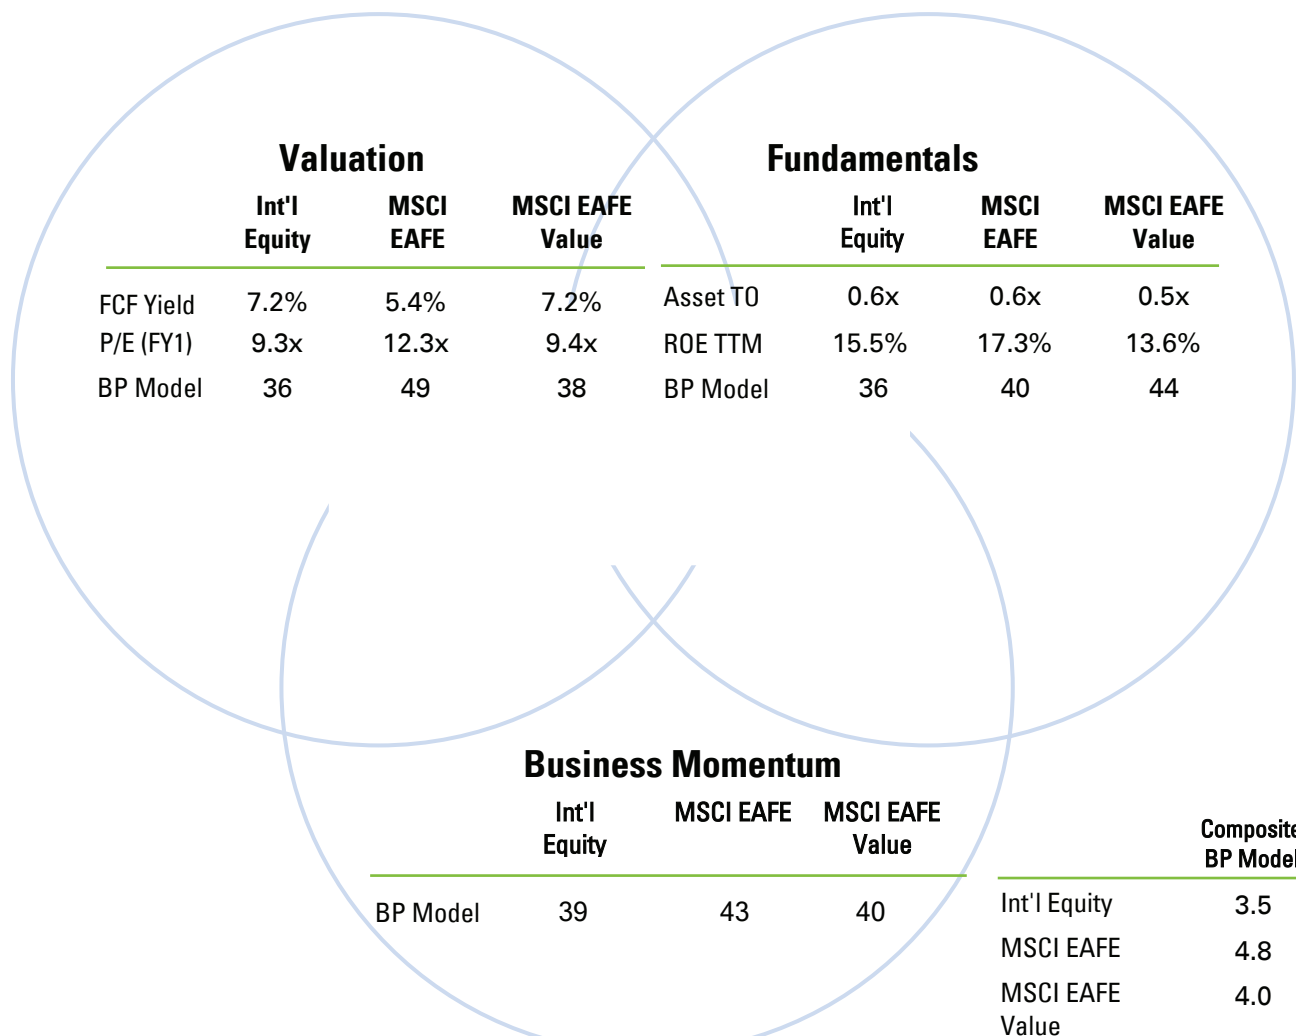 Valuation
Int'l Equity MSCI EAFE MSCI EAFE Value
FCF Yield 7.2% 5.4% 7.2%
P/E (FY1) 9.3x 12.3x 9.4x
BP Model 36 49 38
Fundamentals
Int'l Equity MSCI EAFE MSCI EAFE Value
Asset TO 0.6x 0.6x 0.5x
ROE TTM 15.5% 17.3% 13.6%
BP Model 36 40 44
Business Momentum
Int'l Equity MSCI EAFE MSCI EAFE Value
BP Model 39 43 40
Composite
BP Model
Int'l Equity 3.5
MSCI EAFE 4.8
MSCI EAFE Value 4.0